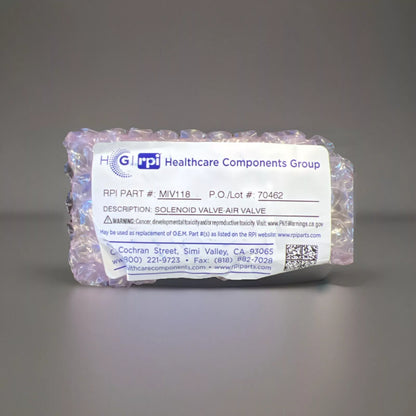 HCG rpi Healthcare Components Group
RPI PART #: MIV118 P.O./Lot #: 70462
DESCRIPTION: SOLENOID VALVE-AIR VALVE
WARNING: Cancer, developmental toxicity and/or reproductive toxicity. Visit: www.P65Warnings.ca.gov
May be used as replacement of O.E.M. Part #(s) as listed on the RPI website: www.rpiparts.com
Cochran Street, Simi Valley, CA 93065
800) 221-9723 • Fax: (818) 882-7028
lthcarecomponents.com • www.rpiparts.com